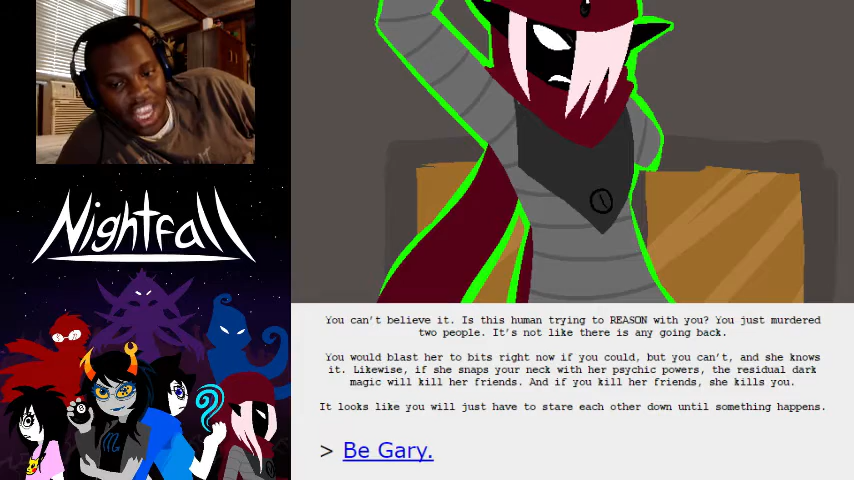 Nightfall
You can't believe it. Is this human trying to REASON with you? You just murdered
two people. It's not like there is any going back.
You would blast her to bits right now if you could, but you can't, and she knows
it. Likewise, if she snaps your neck with her psychic powers, the residual dark
magic will kill her friends. And if you kill her friends, she kills you.
It looks like you will just have to stare each other down until something happens.
> Be Gary.